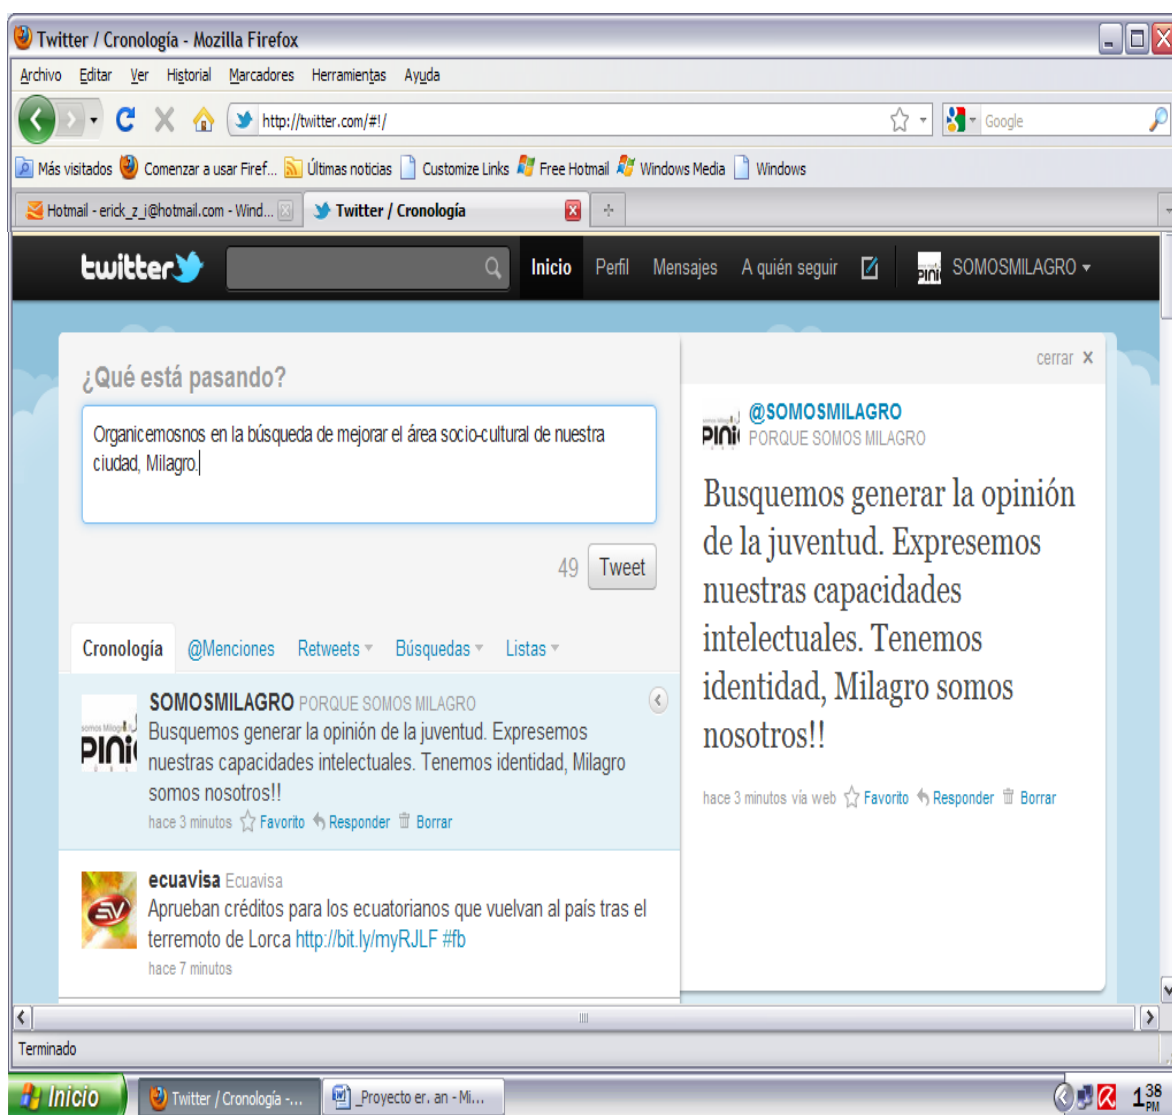 Twitter / Cronología - Mozilla Firefox
Archivo Editar Ver Historial Marcadores Herramientas Ayuda
http://twitter.com/#!/ Google
Más visitados Comenzar a usar Firef... Últimas noticias Customize Links Free Hotmail Windows Media Windows
Hotmail - erick_z_i@hotmail.com - Wind... Twitter / Cronología
twitter Inicio Perfil Mensajes A quién seguir SOMOSMILAGRO
¿Qué está pasando?
Organicemosnos en la búsqueda de mejorar el área socio-cultural de nuestra
ciudad, Milagro.
49 Tweet
Cronología @Menciones Retweets Búsquedas Listas
SOMOSMILAGRO PORQUE SOMOS MILAGRO
Busquemos generar la opinión de la juventud. Expresemos
nuestras capacidades intelectuales. Tenemos identidad, Milagro
somos nosotros!!
hace 3 minutos Favorito Responder Borrar
ecuavisa Ecuavisa
Aprueban créditos para los ecuatorianos que vuelvan al país tras el
terremoto de Lorca http://bit.ly/myRJLF #fb
hace 7 minutos
cerrar X
@SOMOSMILAGRO
PORQUE SOMOS MILAGRO
Busquemos generar la opinión
de la juventud. Expresemos
nuestras capacidades
intelectuales. Tenemos
identidad, Milagro somos
nosotros!!
hace 3 minutos vía web Favorito Responder Borrar
Terminado
Inicio Twitter / Cronología -... _Proyecto er. an - Mi... 1:38 PM